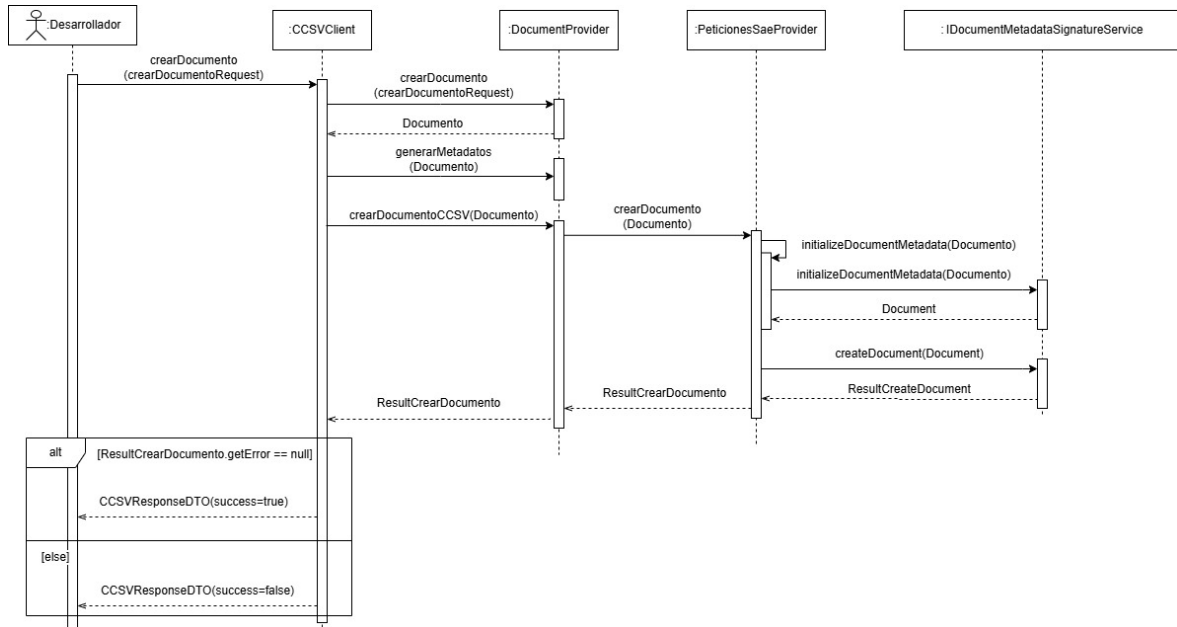 :Desarrollador
:CCSVClient
:DocumentProvider
:PeticionesSaeProvider
: IDocumentMetadataSignatureService
crearDocumento
(crearDocumentoRequest)
crearDocumento
(crearDocumentoRequest)
Documento
generarMetadatos
(Documento)
crearDocumentoCCSV(Documento)
crearDocumento
(Documento)
initializeDocumentMetadata(Documento)
initializeDocumentMetadata(Documento)
Document
createDocument(Document)
ResultCreateDocument
ResultCrearDocumento
ResultCrearDocumento
alt
[ResultCrearDocumento.getError == null]
CCSVResponseDTO(success=true)
[else]
CCSVResponseDTO(success=false)